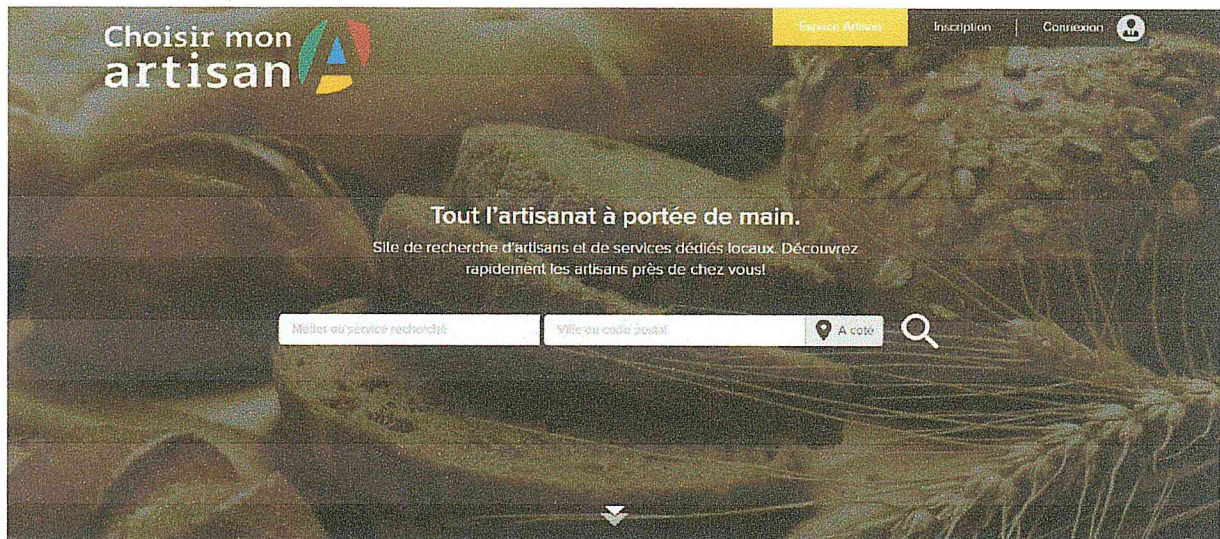 Choisir mon
artisan
Espace Artisan
Inscription
Connexion
Tout l'artisanat à portée de main.
Site de recherche d'artisans et de services dédiés locaux. Découvrez
rapidement les artisans près de chez vous!
Métier ou service recherché
Ville ou code postal
A coté